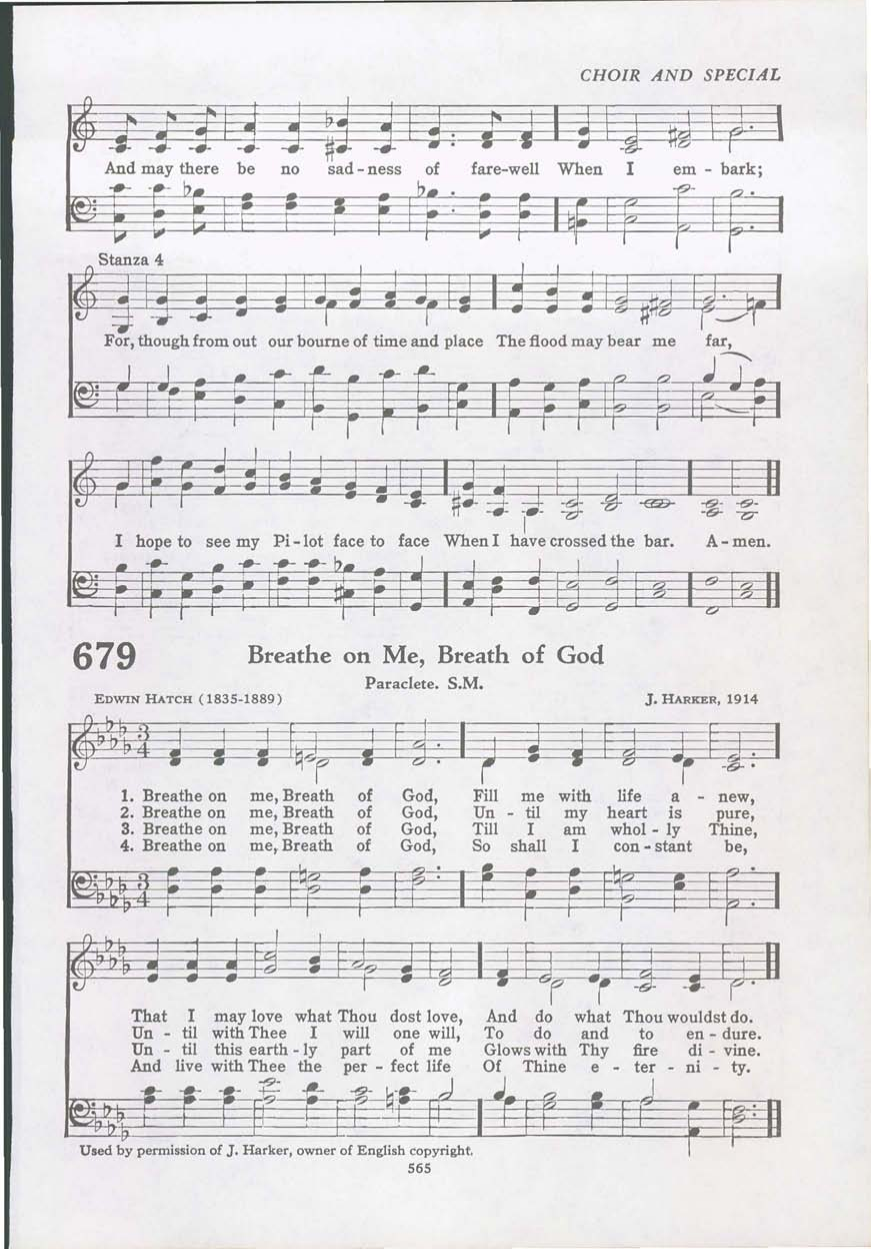 CHOIR AND SPECIAL
And may there be no sad - ness of fare-well When I em - bark;
Stanza 4
For, though from out our bourne of time and place The flood may bear me far,
I hope to see my Pi - lot face to face When I have crossed the bar. A - men.
679 Breathe on Me, Breath of God
Paraclete. S.M.
EDWIN HATCH (1835-1889) J. HARKER, 1914
1. Breathe on me, Breath of God, Fill me with life a - new,
2. Breathe on me, Breath of God, Un - til my heart is pure,
3. Breathe on me, Breath of God, Till I am whol - ly Thine,
4. Breathe on me, Breath of God, So shall I con - stant be,
That I may love what Thou dost love, And do what Thou wouldst do.
Un - til with Thee I will one will, To do and to en - dure.
Un - til this earth - ly part of me Glows with Thy fire di - vine.
And live with Thee the per - fect life Of Thine e - ter - ni - ty.
Used by permission of J. Harker, owner of English copyright.
565